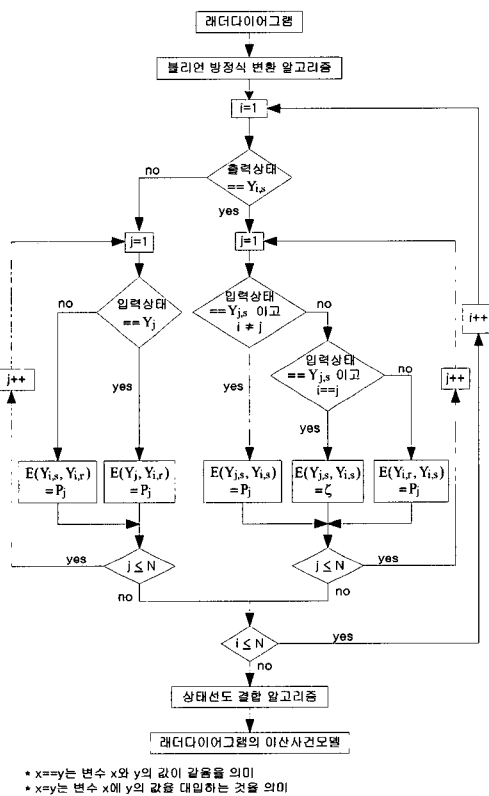 래더다이어그램
불리언 방정식 변환 알고리즘
i=1
출력상태
==Yi,s
no
yes
j=1
j=1
입력상태
==Yj
no
yes
입력상태
==Yj,s 이고
i ≠ j
no
yes
입력상태
==Yj,s 이고
i==j
no
yes
i++
j++
j++
E(Yi,s, Yi,r)
=Pj
E(Yj, Yi,r)
=Pj
E(Yj,s, Yi,s)
=Pj
E(Yj,s, Yi,s)
=ζ
E(Yi,r, Yi,s)
=Pj
j ≤ N
yes
no
j ≤ N
yes
no
i ≤ N
yes
no
상태선도 결합 알고리즘
래더다이어그램의 이산사건모델
* x==y는 변수 x와 y의 값이 같음을 의미
* x=y는 변수 x에 y의 값을 대입하는 것을 의미